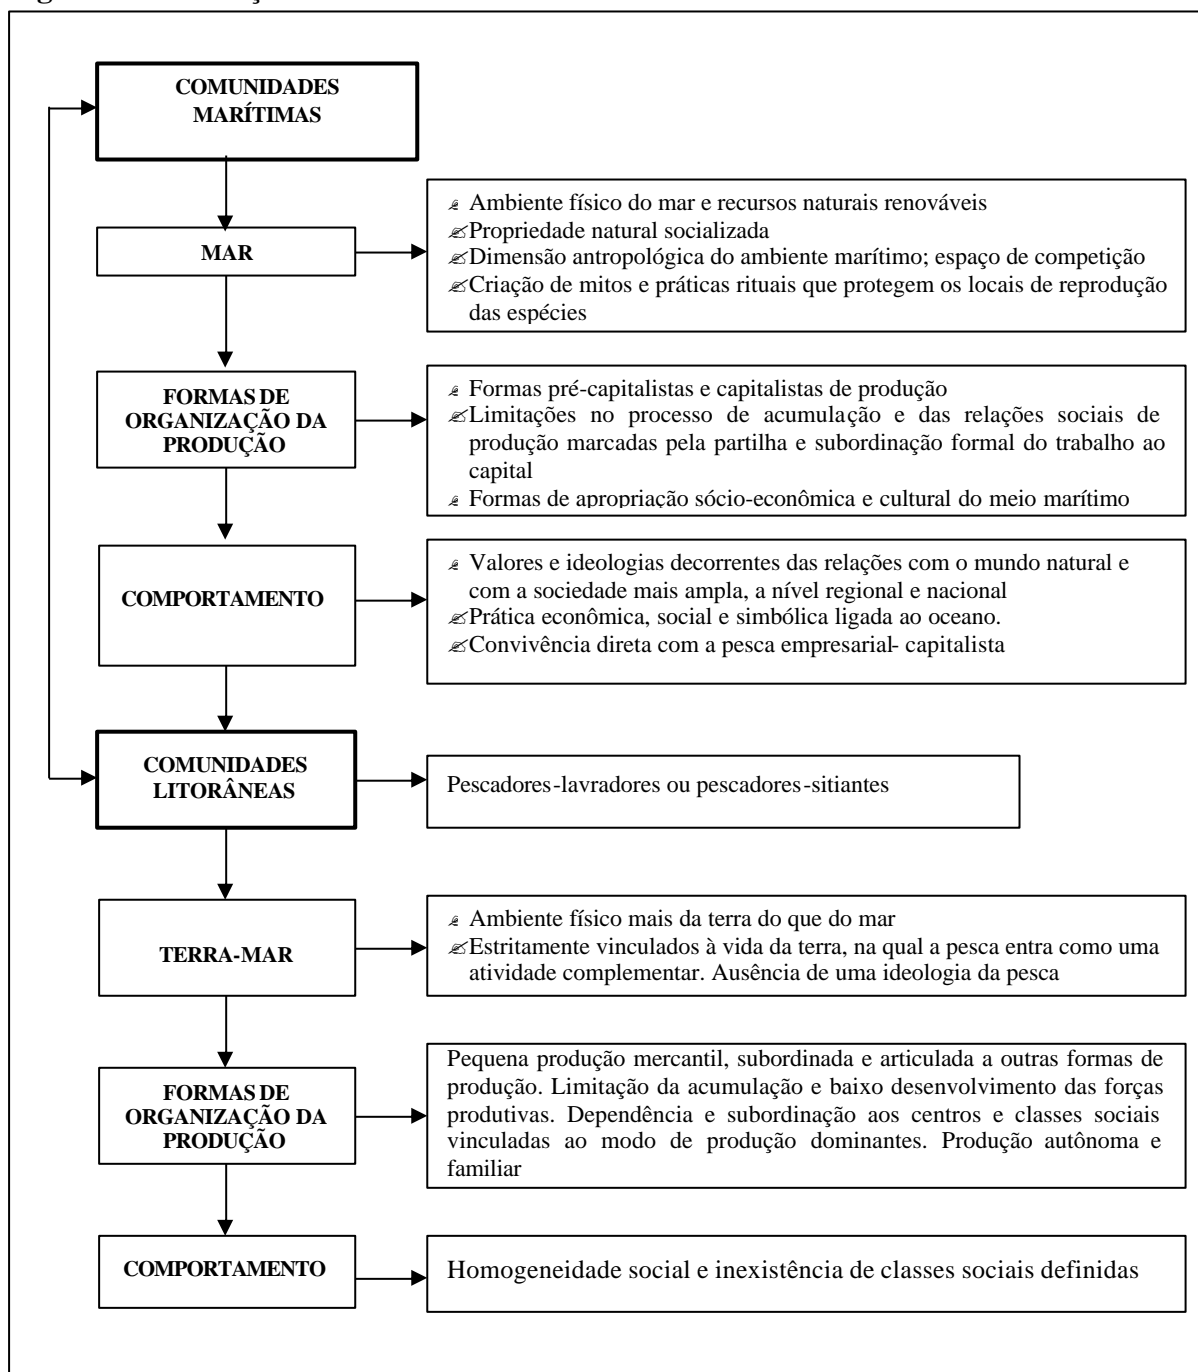 COMUNIDADES
MARÍTIMAS
MAR
Ambiente físico do mar e recursos naturais renováveis
Propriedade natural socializada
Dimensão antropológica do ambiente marítimo; espaço de competição
Criação de mitos e práticas rituais que protegem os locais de reprodução
das espécies
FORMAS DE
ORGANIZAÇÃO DA
PRODUÇÃO
Formas pré-capitalistas e capitalistas de produção
Limitações no processo de acumulação e das relações sociais de
produção marcadas pela partilha e subordinação formal do trabalho ao
capital
Formas de apropriação sócio-econômica e cultural do meio marítimo
COMPORTAMENTO
Valores e ideologias decorrentes das relações com o mundo natural e
com a sociedade mais ampla, a nível regional e nacional
Prática econômica, social e simbólica ligada ao oceano.
Convivência direta com a pesca empresarial- capitalista
COMUNIDADES
LITORÂNEAS
Pescadores-lavradores ou pescadores-sitiantes
TERRA-MAR
Ambiente físico mais da terra do que do mar
Estritamente vinculados à vida da terra, na qual a pesca entra como uma
atividade complementar. Ausência de uma ideologia da pesca
FORMAS DE
ORGANIZAÇÃO DA
PRODUÇÃO
Pequena produção mercantil, subordinada e articulada a outras formas de
produção. Limitação da acumulação e baixo desenvolvimento das forças
produtivas. Dependência e subordinação aos centros e classes sociais
vinculadas ao modo de produção dominantes. Produção autônoma e
familiar
COMPORTAMENTO
Homogeneidade social e inexistência de classes sociais definidas